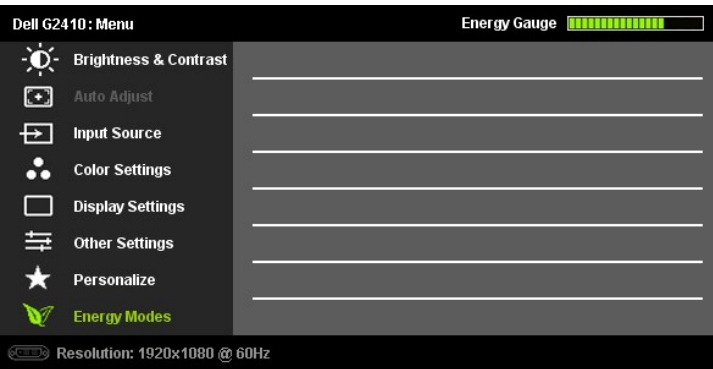 Dell G2410 : Menu
Energy Gauge
Brightness & Contrast
Auto Adjust
Input Source
Color Settings
Display Settings
Other Settings
Personalize
Energy Modes
Resolution: 1920x1080 @ 60Hz